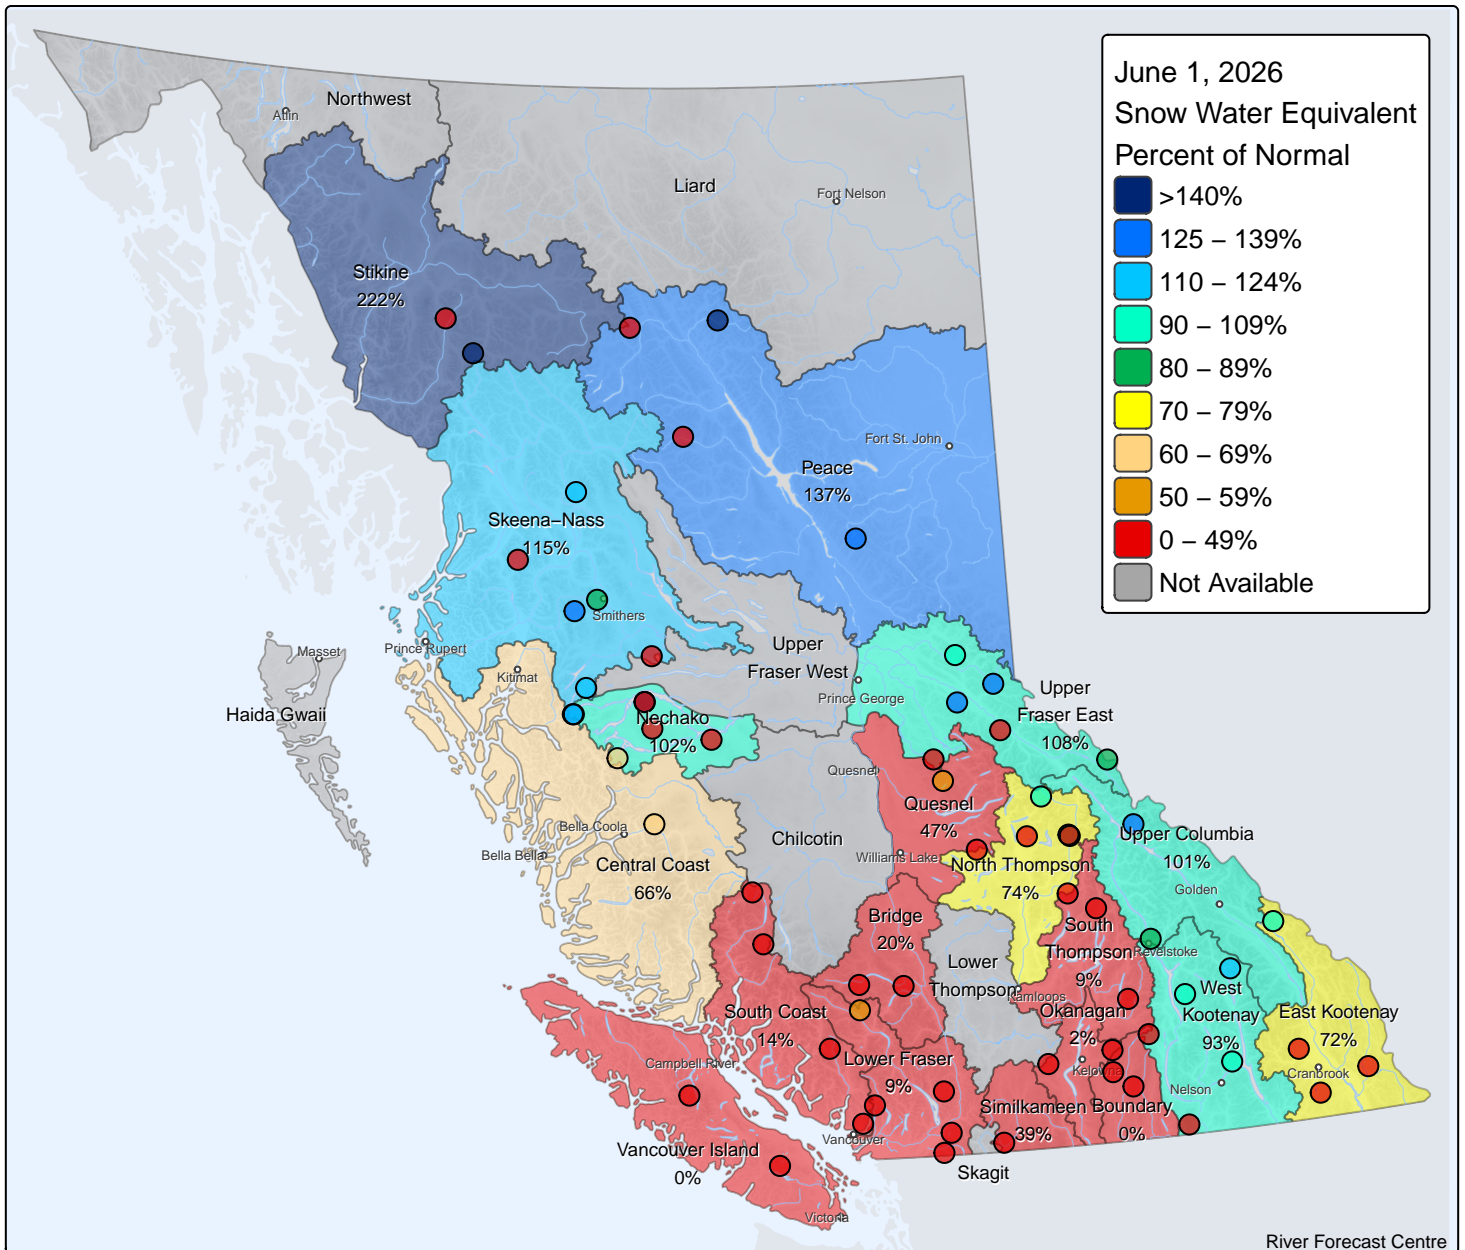 June 1, 2026
Snow Water Equivalent
Percent of Normal
>140%
125 – 139%
110 – 124%
90 – 109%
80 – 89%
70 – 79%
60 – 69%
50 – 59%
0 – 49%
Not Available
Northwest
Atlin
Liard
Fort Nelson
Stikine
222%
Fort St. John
Peace
137%
Skeena–Nass
115%
Smithers
Prince Rupert
Masset
Kitimat
Haida Gwaii
Upper
Fraser West
Prince George
Upper
Fraser East
108%
Nechako
102%
Quesnel
Quesnel
47%
Bella Coola
Bella Bella
Central Coast
66%
Chilcotin
Williams Lake
North Thompson
74%
Upper Columbia
101%
Golden
Bridge
20%
South
Thompson
9%
Revelstoke
Lower
Thompson
Kamloops
West
Kootenay
93%
East Kootenay
72%
Cranbrook
South Coast
14%
Okanagan
2%
Kelowna
Lower Fraser
9%
Campbell River
Nelson
Similkameen
39%
Boundary
0%
Vancouver
Vancouver Island
0%
Skagit
Victoria
River Forecast Centre